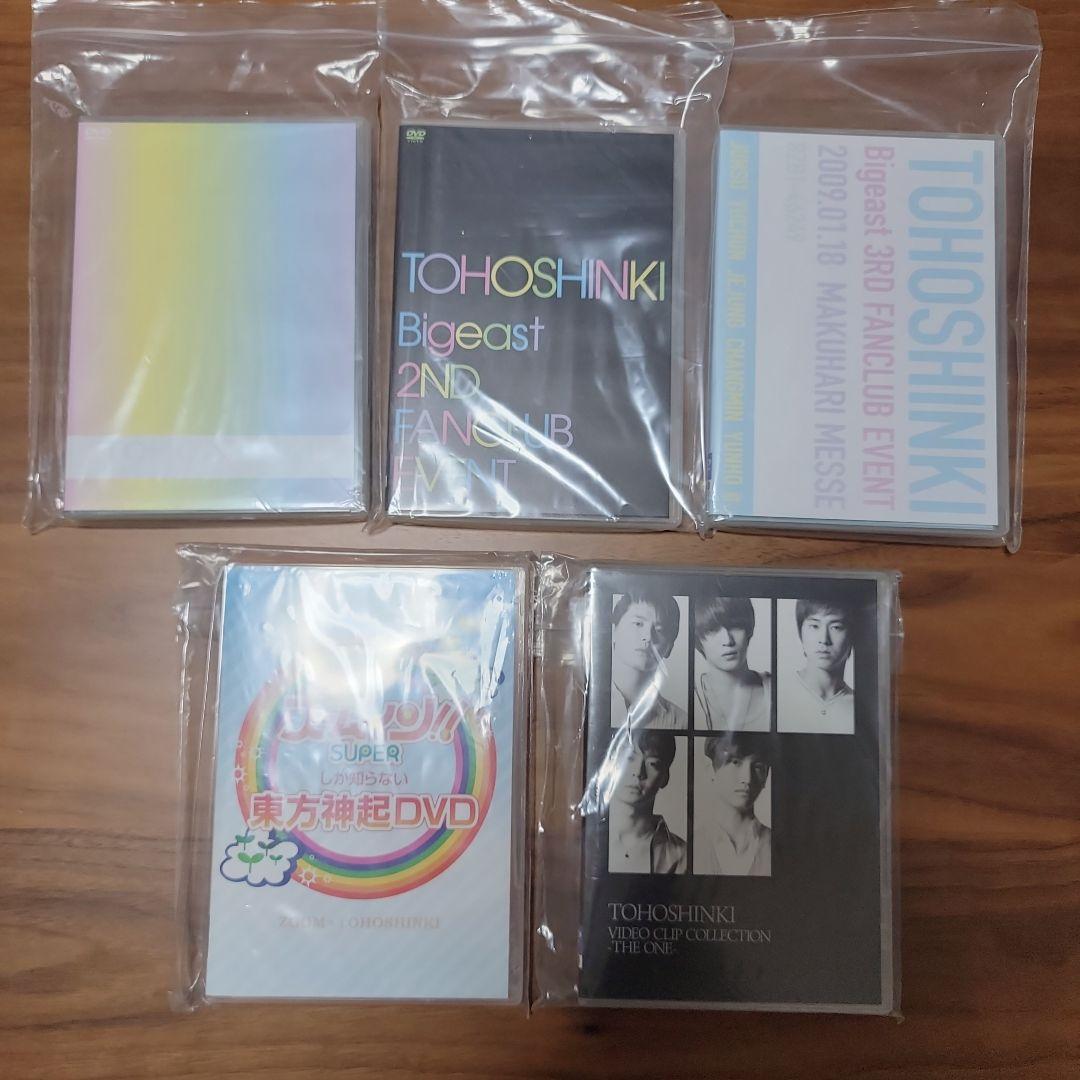 DVD
DVD
VIDEO
TOHOSHINKI
Bigeast
2ND
FANCLUB
EVENT
TOHOSHINKI
Bigeast 3RD FANCLUB EVENT
2009.01.18 MAKUHARI MESSE
JUNSU YUCHUN JEJUNG CHANGMIN YUNHO
SUPER
しか知らない
東方神起DVD
TOHOSHINKI
TOHOSHINKI
VIDEO CLIP COLLECTION
-THE ONE-